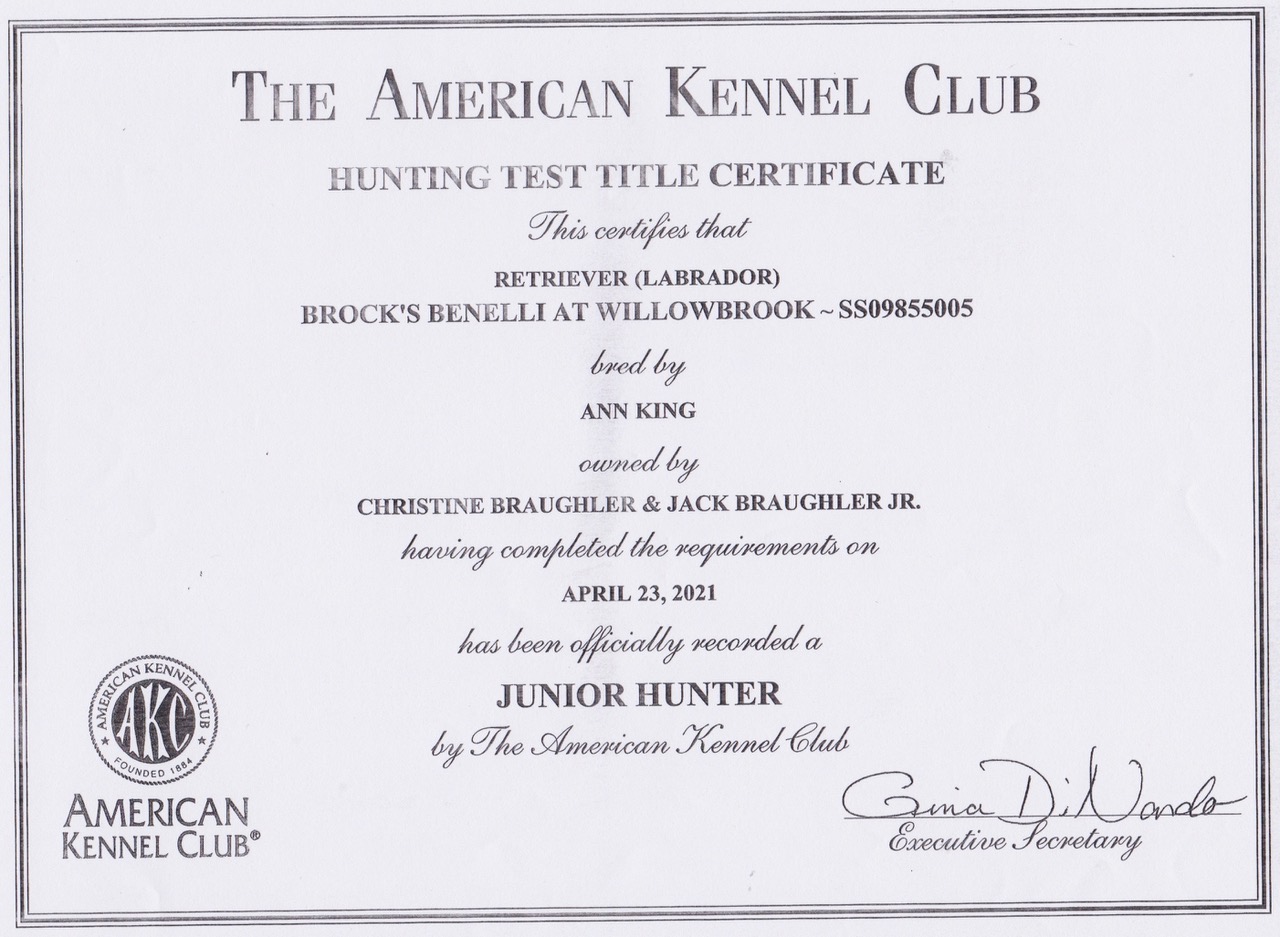 THE AMERICAN KENNEL CLUB
HUNTING TEST TITLE CERTIFICATE
This certifies that
RETRIEVER (LABRADOR)
BROCK'S BENELLI AT WILLOWBROOK ~ SS09855005
bred by
ANN KING
owned by
CHRISTINE BRAUGHLER & JACK BRAUGHLER JR.
having completed the requirements on
APRIL 23, 2021
has been officially recorded a
JUNIOR HUNTER
by The American Kennel Club
AMERICAN KENNEL CLUB
AKC
FOUNDED 1884
AMERICAN
KENNEL CLUB®
Gina DiNardo
Executive Secretary